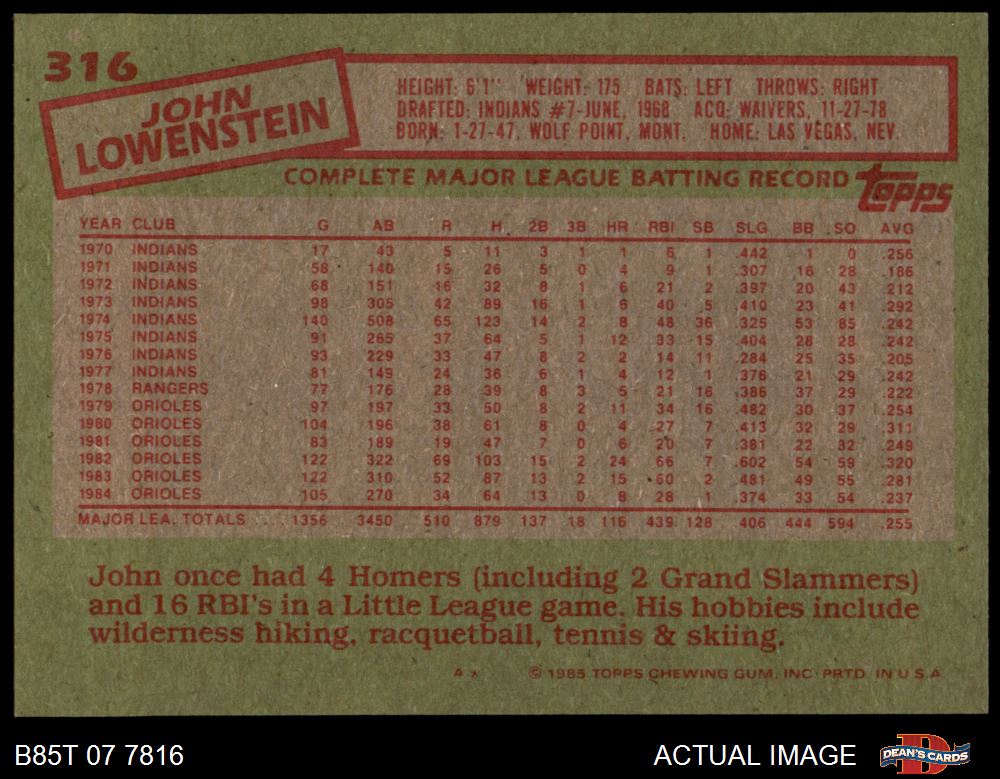 316
JOHN
LOWENSTEIN
HEIGHT: 6'1'' WEIGHT: 175 BATS: LEFT THROWS: RIGHT
DRAFTED: INDIANS #7-JUNE, 1968 ACQ: WAIVERS, 11-27-78
BORN: 1-27-47, WOLF POINT, MONT. HOME: LAS VEGAS, NEV.
COMPLETE MAJOR LEAGUE BATTING RECORD topps
YEAR CLUB G AB R H 2B 3B HR RBI SB SLG BB SO AVG
1970 INDIANS 17 43 5 11 3 1 1 6 1 .442 1 0 .256
1971 INDIANS 58 140 15 26 5 0 4 9 1 .307 16 28 .186
1972 INDIANS 68 151 16 32 8 1 6 21 2 .397 20 43 .212
1973 INDIANS 98 305 42 89 16 1 6 40 5 .410 23 41 .292
1974 INDIANS 140 508 65 123 14 2 8 48 36 .325 53 85 .242
1975 INDIANS 91 265 37 64 5 1 12 33 15 .404 28 28 .242
1976 INDIANS 93 229 33 47 8 2 2 14 11 .284 25 35 .205
1977 INDIANS 81 149 24 36 6 1 4 12 1 .376 21 29 .242
1978 RANGERS 77 176 28 39 8 3 5 21 16 .386 37 29 .222
1979 ORIOLES 97 197 33 50 8 2 11 34 16 .482 30 37 .254
1980 ORIOLES 104 196 38 61 8 0 4 27 7 .413 32 29 .311
1981 ORIOLES 83 189 19 47 7 0 6 20 7 .381 22 32 .249
1982 ORIOLES 122 322 69 103 15 2 24 66 7 .602 54 59 .320
1983 ORIOLES 122 310 52 87 13 2 15 60 2 .481 49 55 .281
1984 ORIOLES 105 270 34 64 13 0 8 28 1 .374 33 54 .237
MAJOR LEA. TOTALS .... 1356 3450 510 879 137 18 116 439 128 .406 444 594 .255
John once had 4 Homers (including 2 Grand Slammers)
and 16 RBI's in a Little League game. His hobbies include
wilderness hiking, racquetball, tennis & skiing.
A * © 1985 TOPPS CHEWING GUM, INC. PRTD. IN U.S.A.
B85T 07 7816 ACTUAL IMAGE DEAN'S CARDS